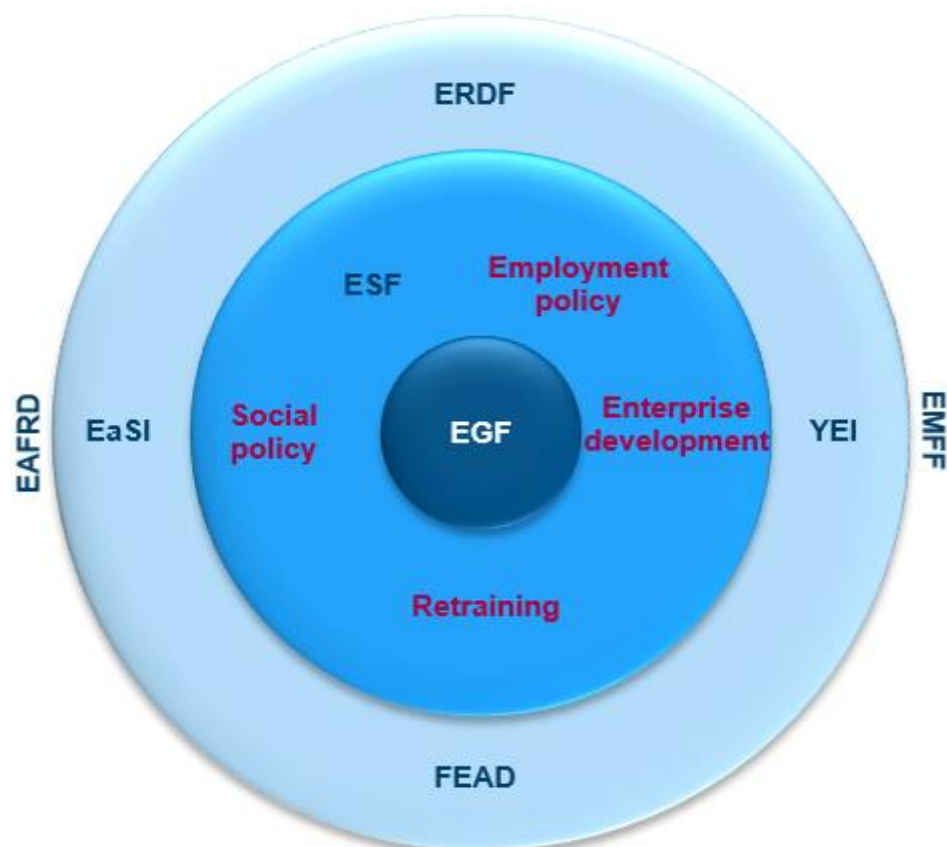 ERDF
ESF
Employment
policy
EAFRD
EaSI
Social
policy
EGF
Enterprise
development
YEI
EMFF
Retraining
FEAD